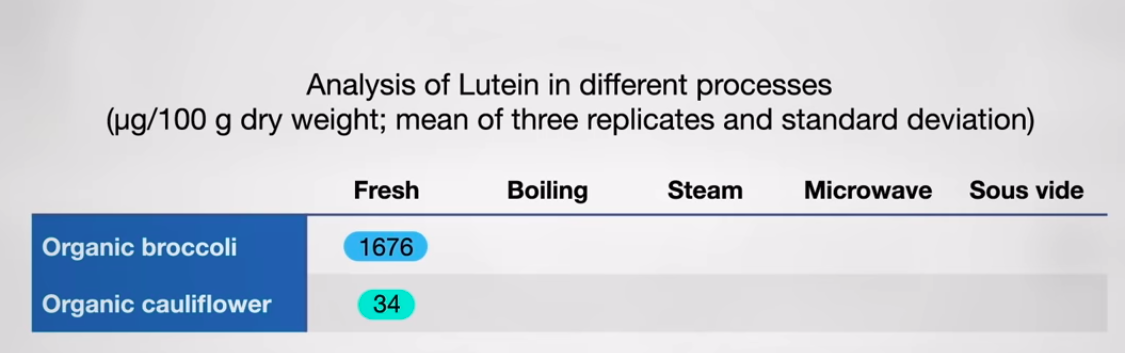 Analysis of Lutein in different processes
(µg/100 g dry weight; mean of three replicates and standard deviation)
Fresh Boiling Steam Microwave Sous vide
Organic broccoli 1676
Organic cauliflower 34